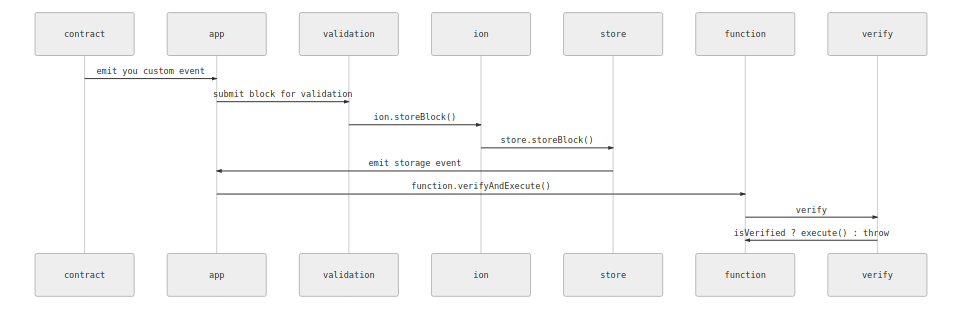 contract app validation ion store function verify
emit you custom event
submit block for validation
ion.storeBlock()
store.storeBlock()
emit storage event
function.verifyAndExecute()
verify
isVerified ? execute() : throw
contract app validation ion store function verify